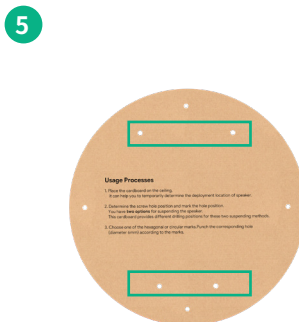 5
Usage Processes
1. Place the cardboard on the ceiling.
It can help you to temporarily determine the deployment location of speaker.
2. Determine the screw hole position and mark the hole position.
You have two options for suspending the speaker.
The cardboard provides different drilling positions for these two suspending methods.
3. Choose one of the hexagonal or circular marks. Punch the corresponding hole
(diameter 6mm) according to the marks.